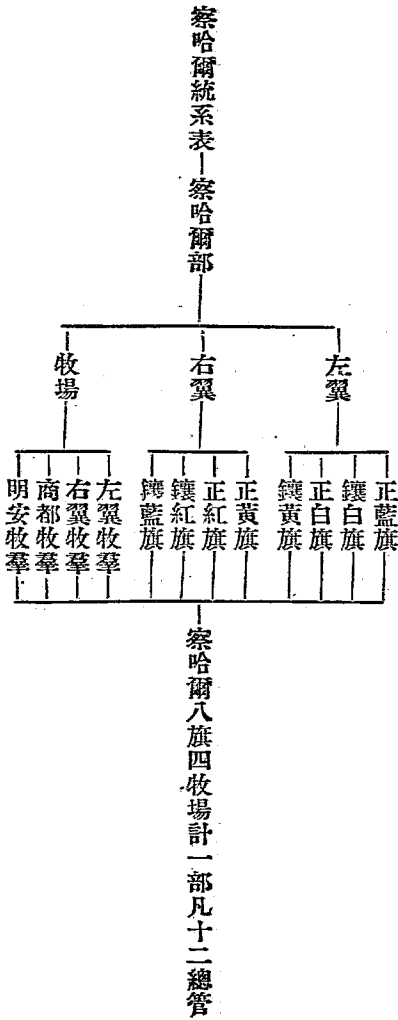 察哈爾統系表
察哈爾部
左翼
右翼
牧場
正藍旗
鑲白旗
正白旗
鑲黃旗
正黃旗
正紅旗
鑲紅旗
鑲藍旗
左翼牧羣
右翼牧羣
商都牧羣
明安牧羣
察哈爾八旗四牧場計一部凡十二總管